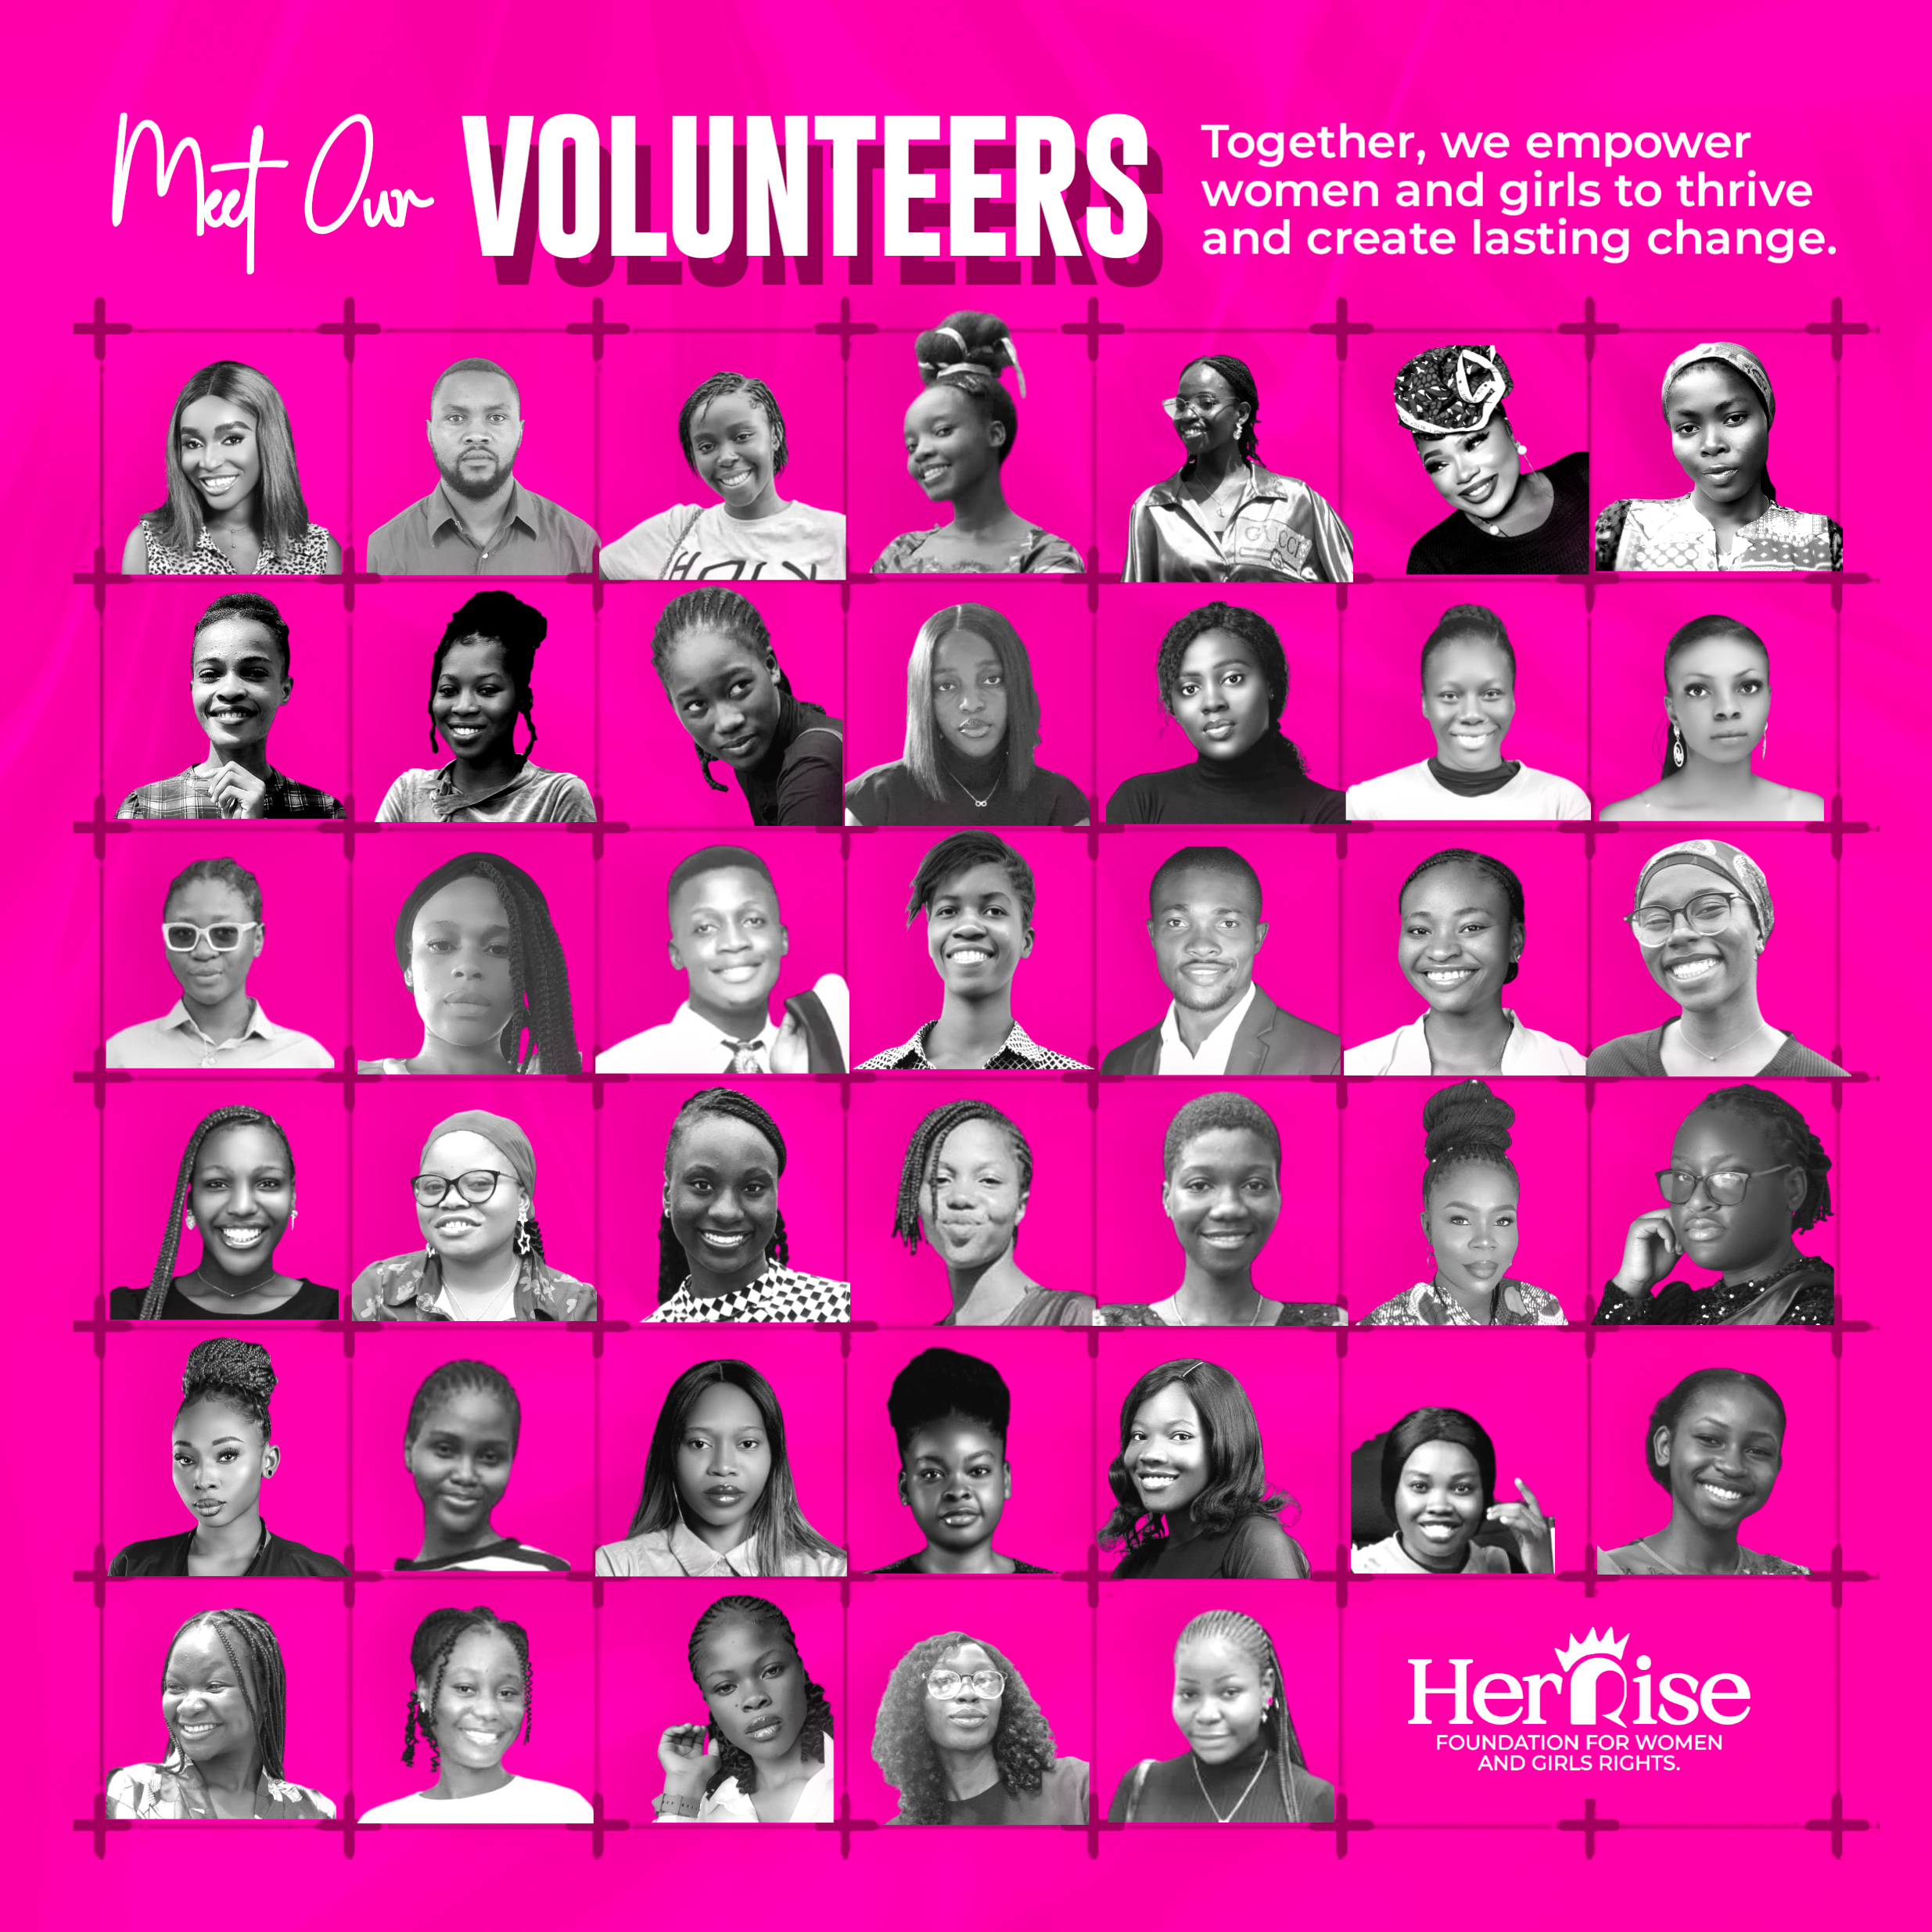 Meet Our VOLUNTEERS
Together, we empower
women and girls to thrive
and create lasting change.
GUCCI
HerRise
FOUNDATION FOR WOMEN
AND GIRLS RIGHTS.